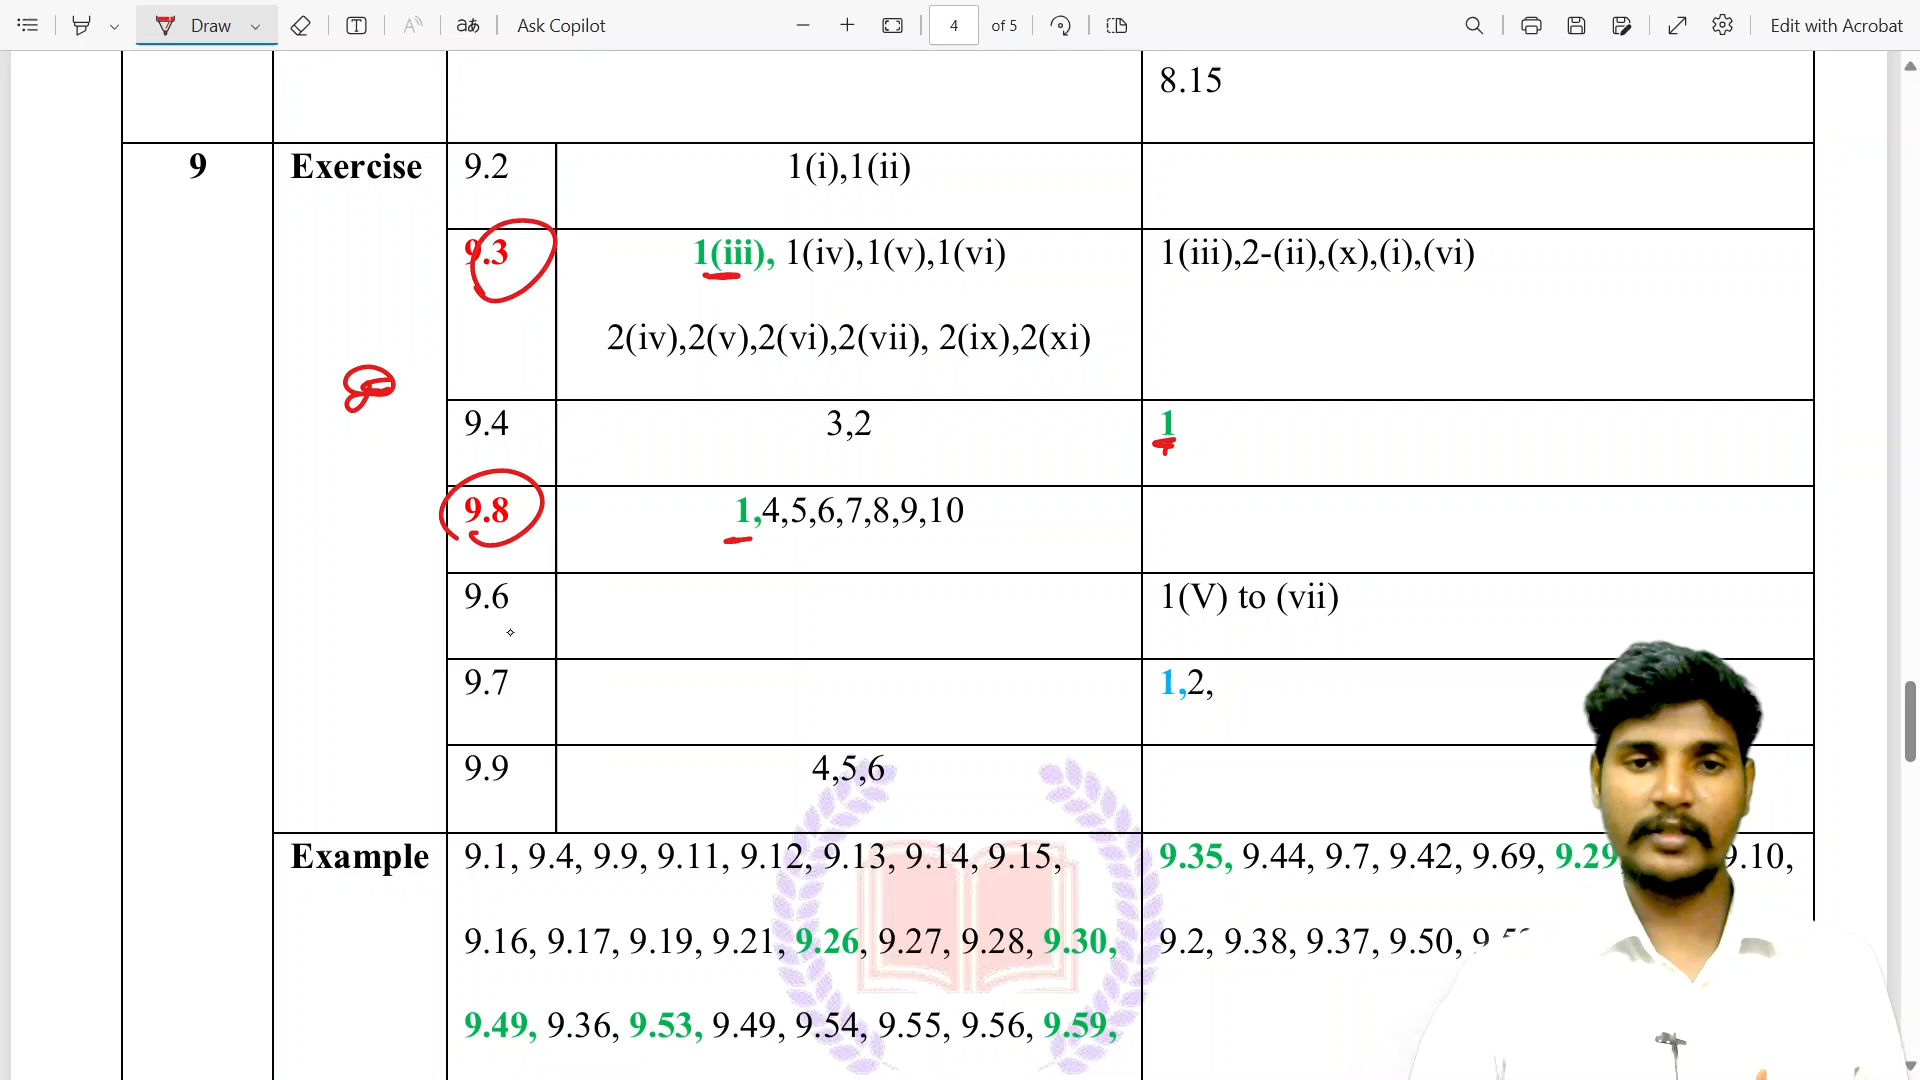 Draw
Ask Copilot
4 of 5
Edit with Acrobat
8.15
9 Exercise 9.2 1(i),1(ii)
9.3 1(iii), 1(iv),1(v),1(vi) 1(iii),2-(ii),(x),(i),(vi)
2(iv),2(v),2(vi),2(vii), 2(ix),2(xi)
9.4 3,2 1
9.8 1,4,5,6,7,8,9,10
9.6 1(V) to (vii)
9.7 1,2,
9.9 4,5,6
Example 9.1, 9.4, 9.9, 9.11, 9.12, 9.13, 9.14, 9.15, 9.35, 9.44, 9.7, 9.42, 9.69, 9.29 9.10,
9.16, 9.17, 9.19, 9.21, 9.26, 9.27, 9.28, 9.30, 9.2, 9.38, 9.37, 9.50,
9.49, 9.36, 9.53, 9.49, 9.54, 9.55, 9.56, 9.59,